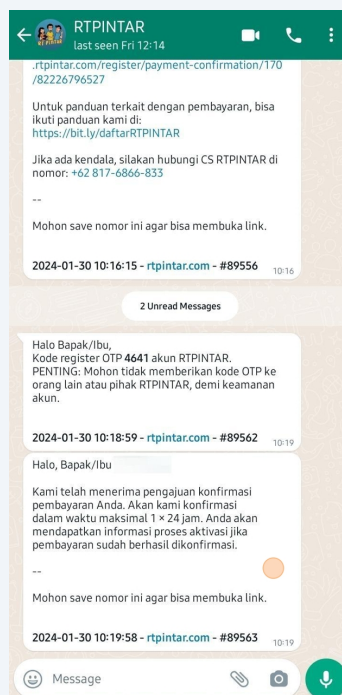 RTPINTAR
last seen Fri 12:14
.rtpintar.com/register/payment-confirmation/170
/82226796527
Untuk panduan terkait dengan pembayaran, bisa
ikuti panduan kami di:
https://bit.ly/daftarRTPINTAR
Jika ada kendala, silakan hubungi CS RTPINTAR di
nomor: +62 817-6866-833
--
Mohon save nomor ini agar bisa membuka link.
2024-01-30 10:16:15 - rtpintar.com - #89556 10:16
2 Unread Messages
Halo Bapak/Ibu,
Kode register OTP 4641 akun RTPINTAR.
PENTING: Mohon tidak memberikan kode OTP ke
orang lain atau pihak RTPINTAR, demi keamanan
akun.
2024-01-30 10:18:59 - rtpintar.com - #89562 10:19
Halo, Bapak/Ibu
Kami telah menerima pengajuan konfirmasi
pembayaran Anda. Akan kami konfirmasi
dalam waktu maksimal 1 × 24 jam. Anda akan
mendapatkan informasi proses aktivasi jika
pembayaran sudah berhasil dikonfirmasi.
--
Mohon save nomor ini agar bisa membuka link.
2024-01-30 10:19:58 - rtpintar.com - #89563 10:19
Message